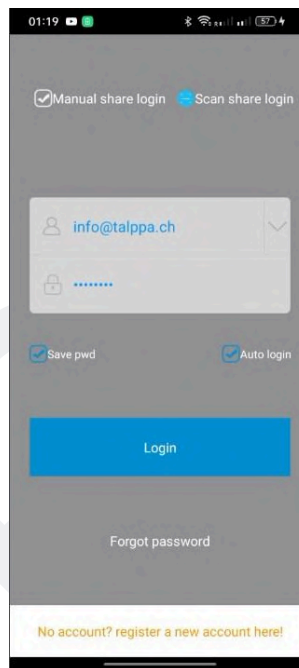 01:19 57
Manual share login Scan share login
info@talppa.ch
••••••••
Save pwd Auto login
Login
Forgot password
No account? register a new account here!